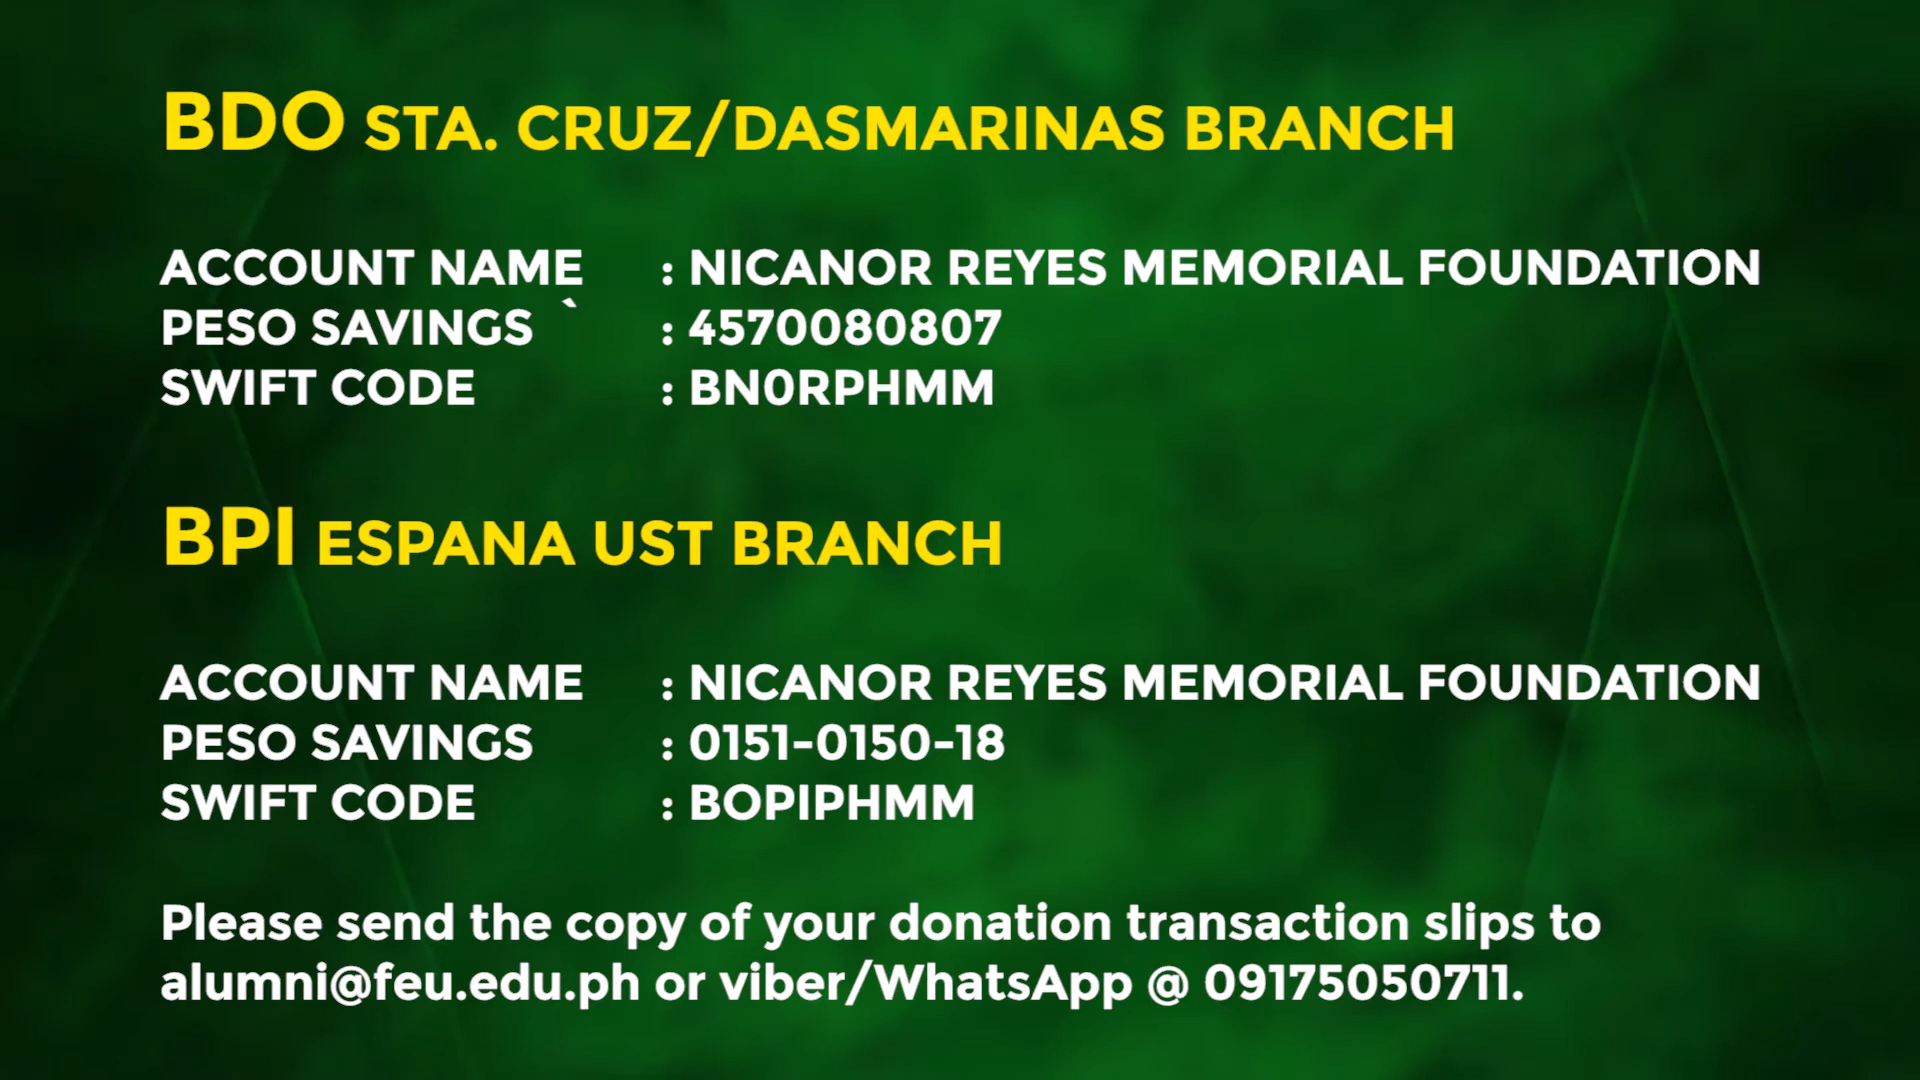 BDO STA. CRUZ/DASMARINAS BRANCH
ACCOUNT NAME : NICANOR REYES MEMORIAL FOUNDATION
PESO SAVINGS ` : 4570080807
SWIFT CODE : BN0RPHMM
BPI ESPANA UST BRANCH
ACCOUNT NAME : NICANOR REYES MEMORIAL FOUNDATION
PESO SAVINGS : 0151-0150-18
SWIFT CODE : BOPIPHMM
Please send the copy of your donation transaction slips to
alumni@feu.edu.ph or viber/WhatsApp @ 09175050711.